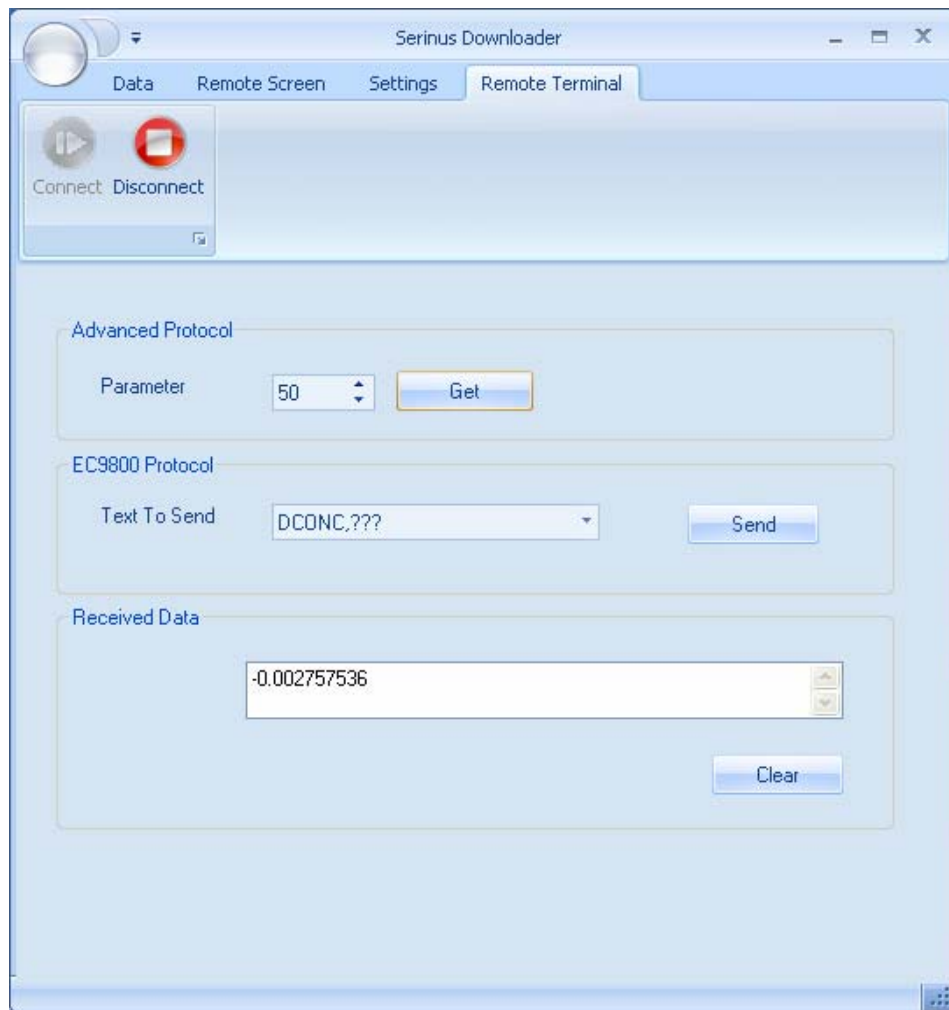 Serinus Downloader
Data Remote Screen Settings Remote Terminal
Connect Disconnect
Advanced Protocol
Parameter 50 Get
EC9800 Protocol
Text To Send DCONC,??? Send
Received Data
-0.002757536
Clear